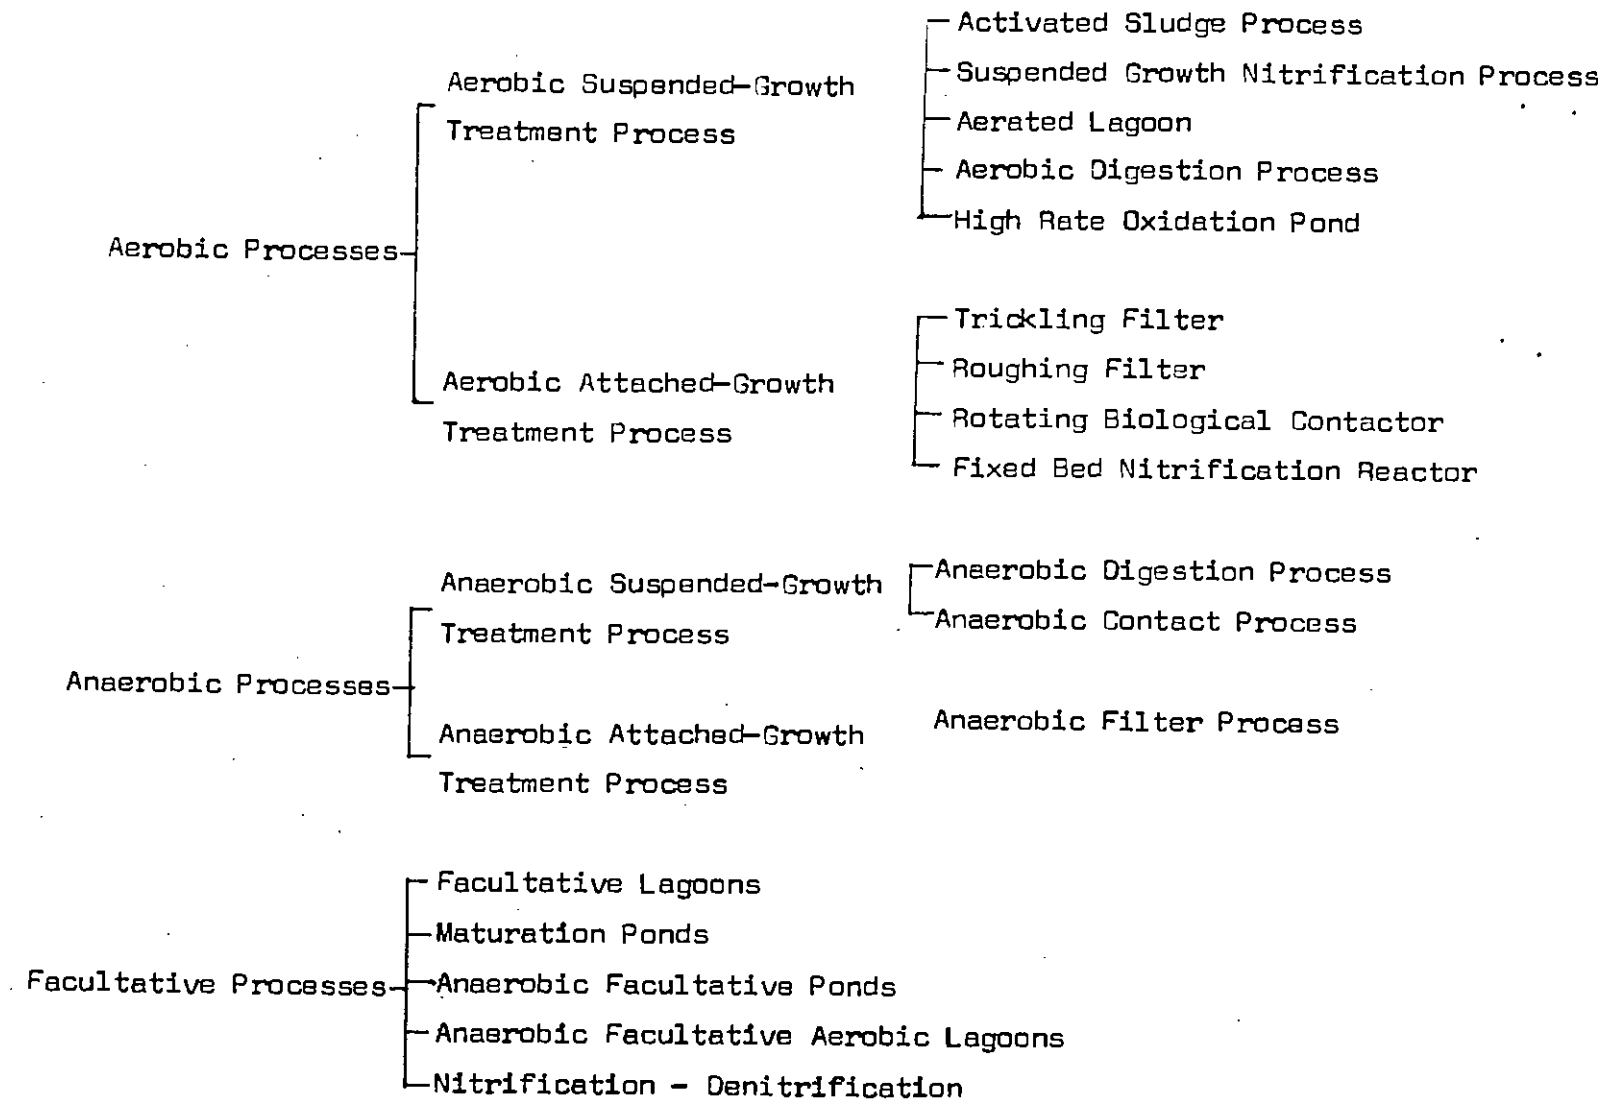 Activated Sludge Process
Aerobic Suspended-Growth
Treatment Process
Suspended Growth Nitrification Process
Aerated Lagoon
Aerobic Digestion Process
High Rate Oxidation Pond
Aerobic Processes
Trickling Filter
Roughing Filter
Aerobic Attached-Growth
Treatment Process
Rotating Biological Contactor
Fixed Bed Nitrification Reactor
Anaerobic Suspended-Growth
Treatment Process
Anaerobic Digestion Process
Anaerobic Contact Process
Anaerobic Processes
Anaerobic Attached-Growth
Treatment Process
Anaerobic Filter Process
Facultative Lagoons
Maturation Ponds
Facultative Processes
Anaerobic Facultative Ponds
Anaerobic Facultative Aerobic Lagoons
Nitrification - Denitrification